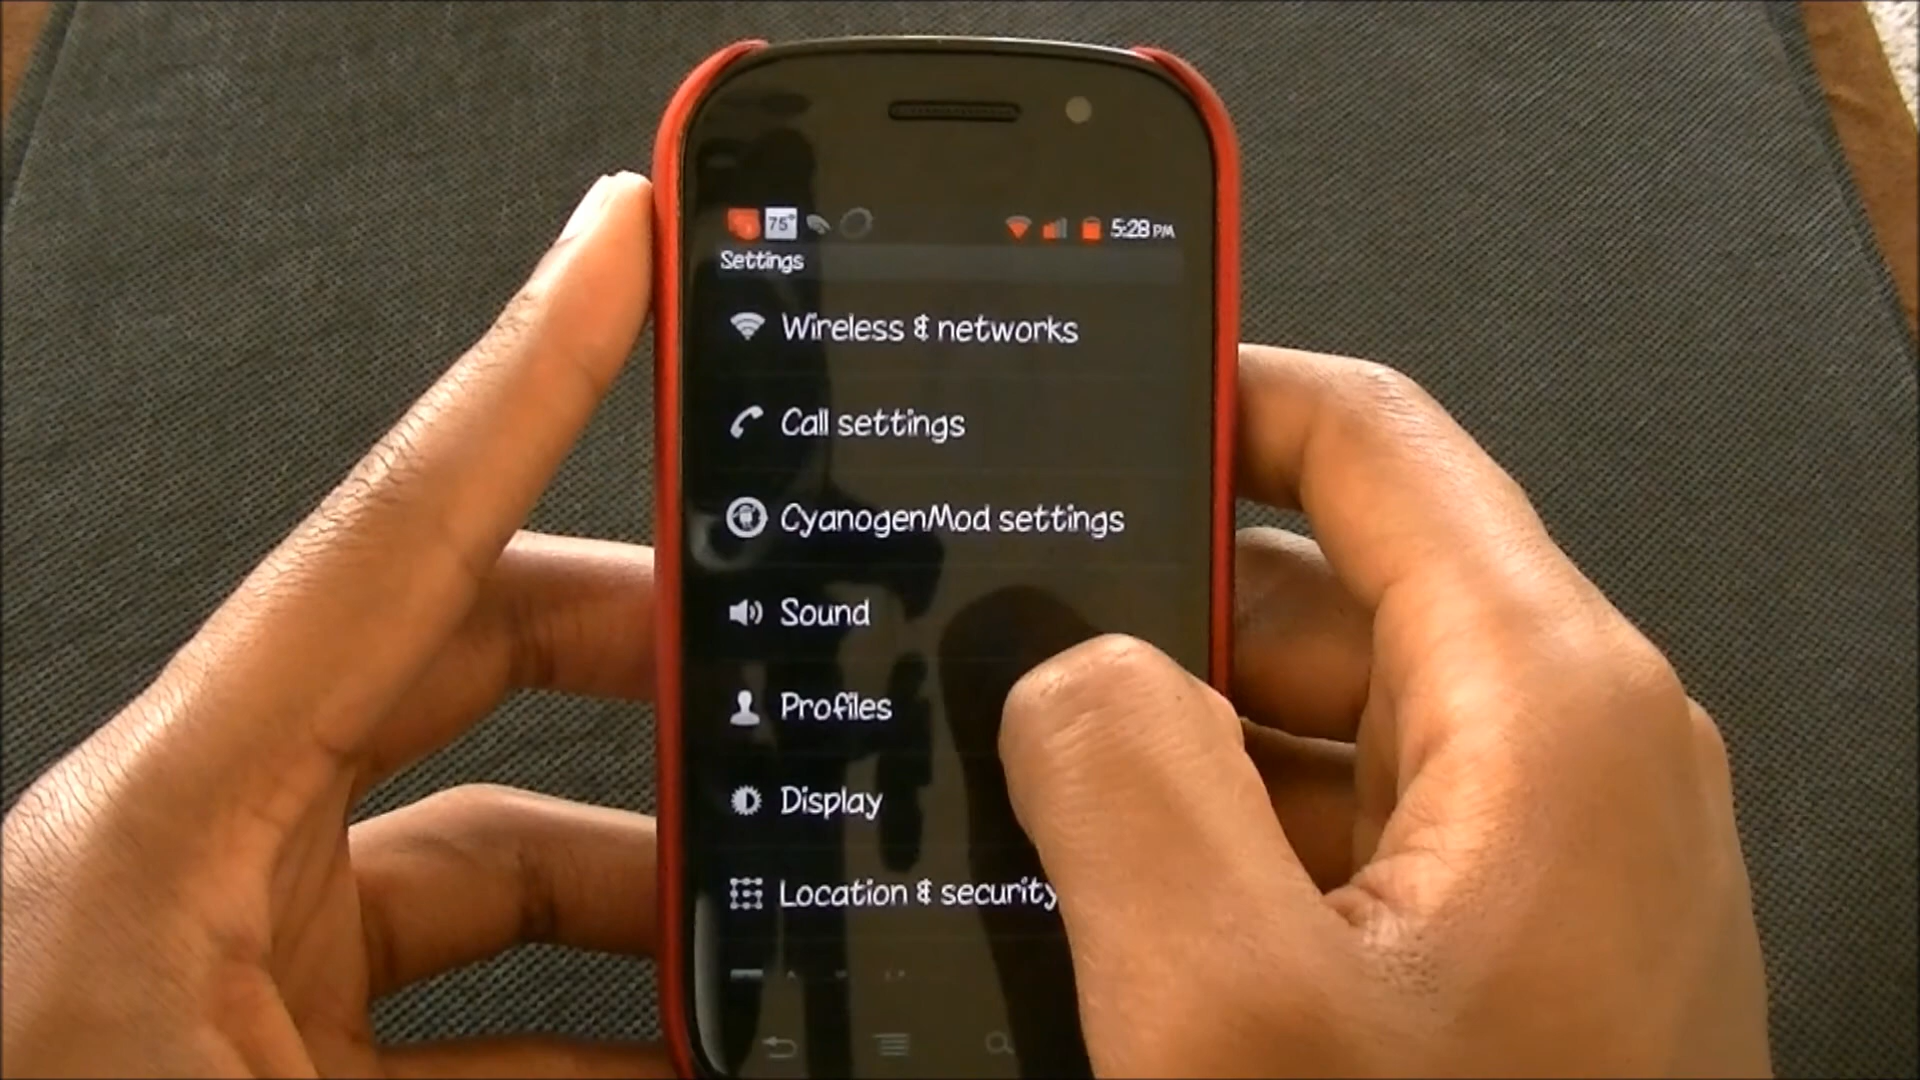 75° 5:28 PM
Settings
Wireless & networks
Call settings
CyanogenMod settings
Sound
Profiles
Display
Location & security